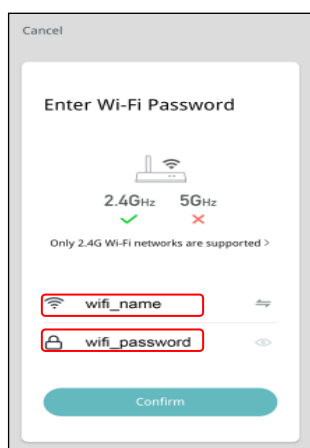 Cancel
Enter Wi-Fi Password
2.4GHz 5GHz
Only 2.4G Wi-Fi networks are supported >
wifi_name
wifi_password
Confirm